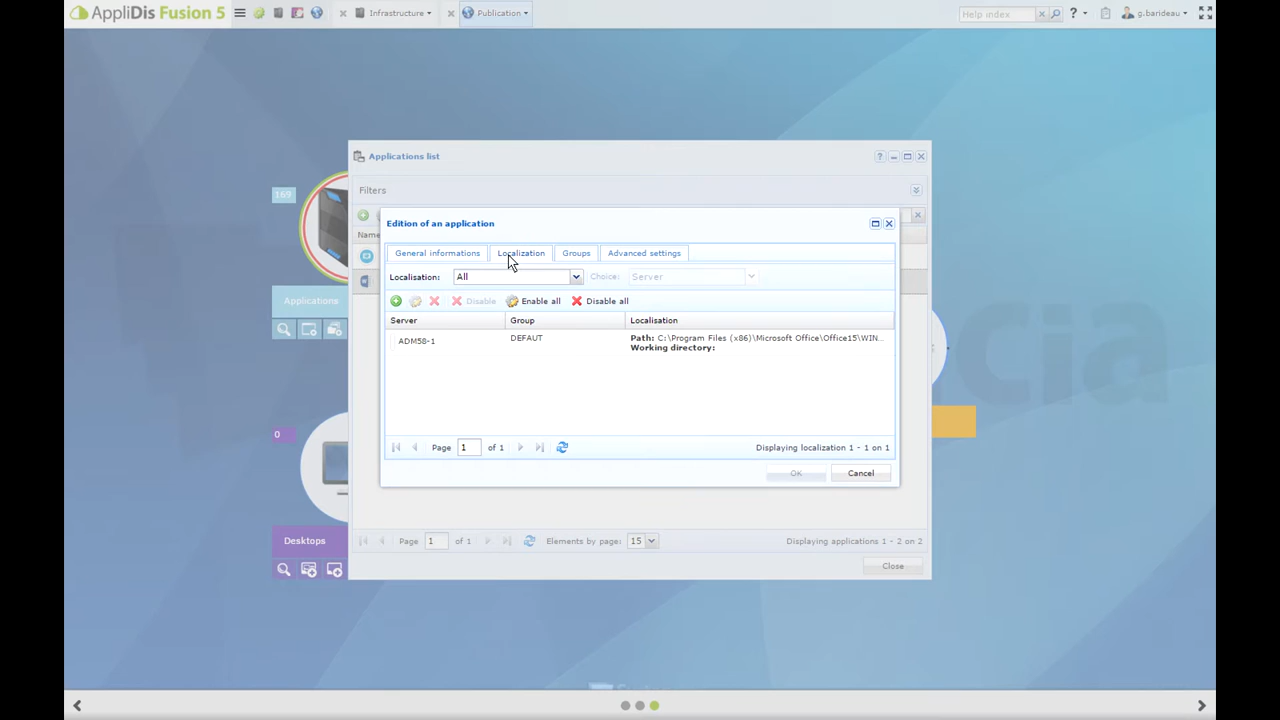 AppliDis Fusion 5
Infrastructure
Publication
Help index
?
g.barideau
Applications list
?
169
Filters
Name
Edition of an application
General informations
Localization
Groups
Advanced settings
Localisation:
All
Choice:
Server
Applications
Disable
Enable all
Disable all
Server
Group
Localisation
ADM58-1
DEFAUT
Path: C:\Program Files (x86)\Microsoft Office\Office15\WIN...
Working directory:
cia
0
Page
1
of 1
Displaying localization 1 - 1 on 1
OK
Cancel
Desktops
Page
1
of 1
Elements by page:
15
Displaying applications 1 - 2 on 2
Close